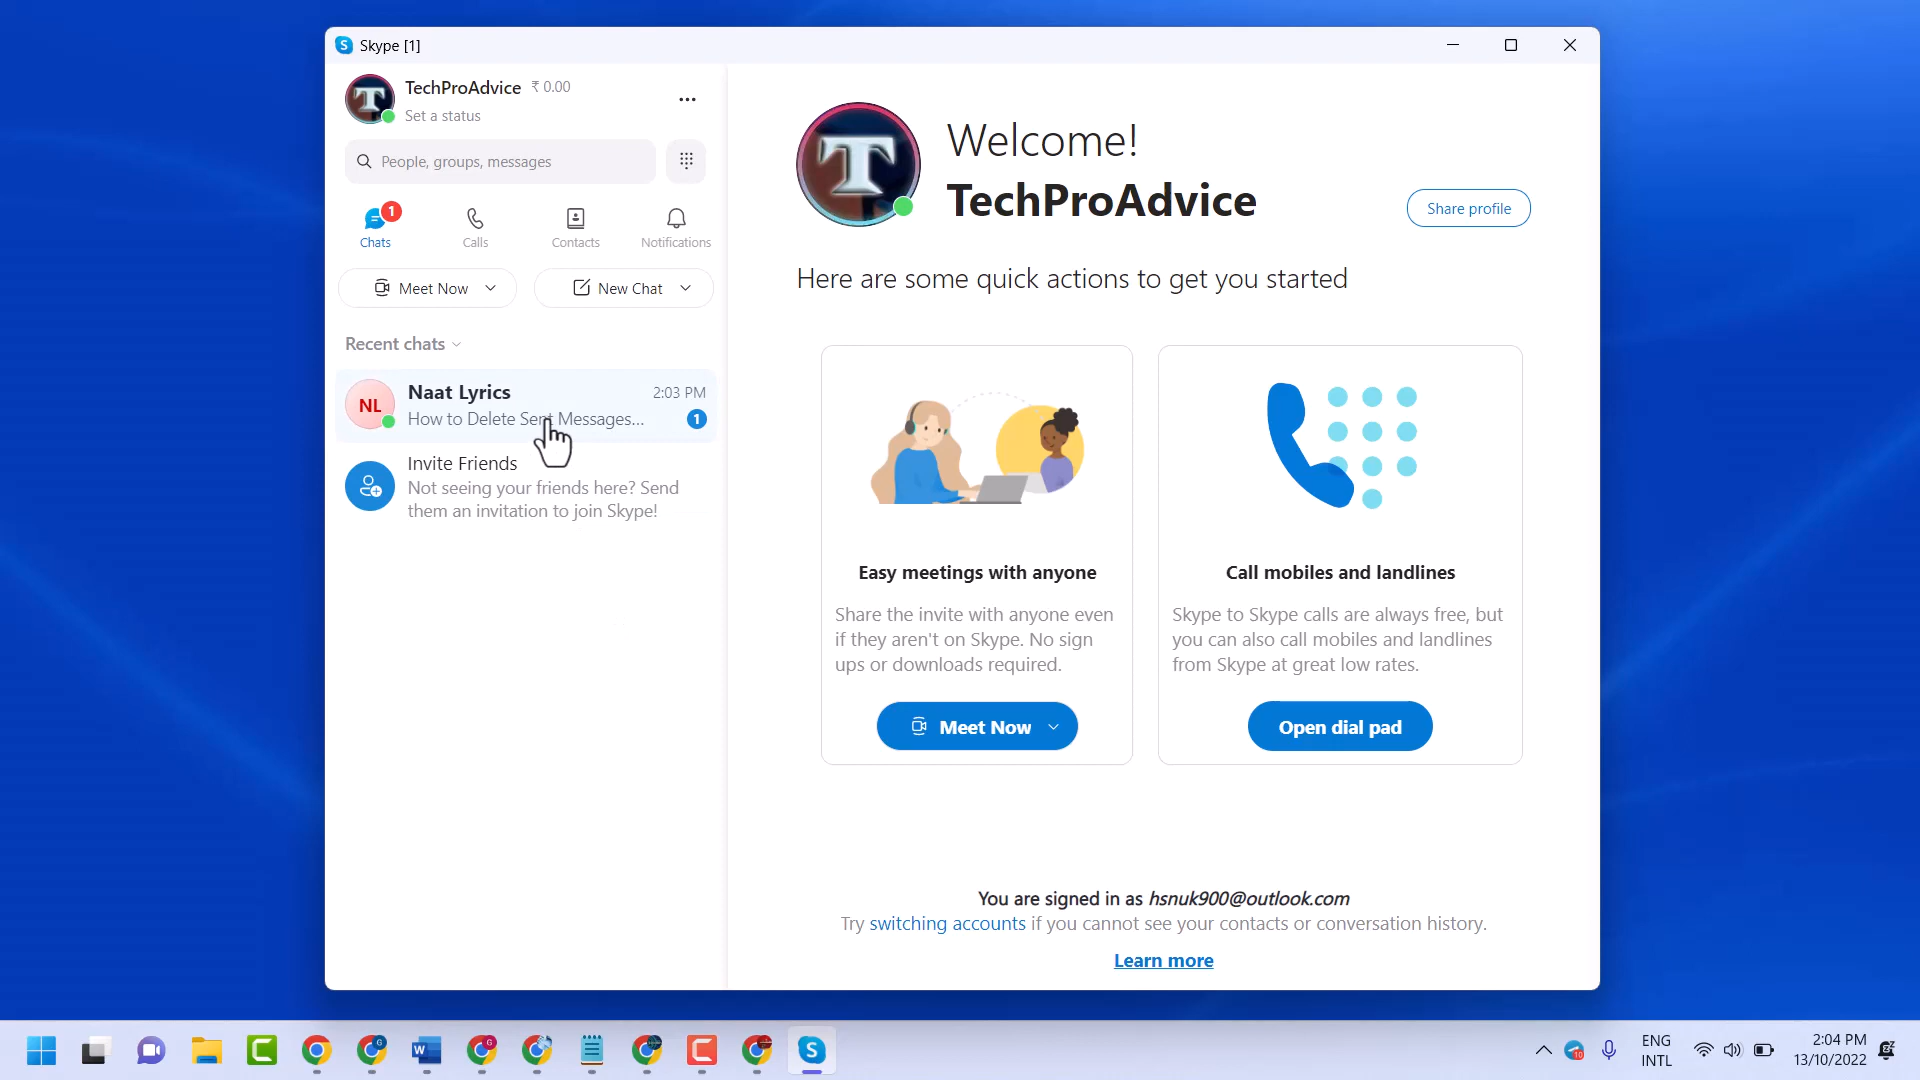 Skype [1]
TechProAdvice ₹ 0.00
Set a status
People, groups, messages
1
Chats
Calls
Contacts
Notifications
Meet Now
New Chat
Recent chats
NL
Naat Lyrics 2:03 PM
How to Delete Sent Messages... 1
Invite Friends
Not seeing your friends here? Send
them an invitation to join Skype!
T
Welcome!
TechProAdvice
Share profile
Here are some quick actions to get you started
Easy meetings with anyone
Share the invite with anyone even
if they aren't on Skype. No sign
ups or downloads required.
Meet Now
Call mobiles and landlines
Skype to Skype calls are always free, but
you can also call mobiles and landlines
from Skype at great low rates.
Open dial pad
You are signed in as hsnuk900@outlook.com
Try switching accounts if you cannot see your contacts or conversation history.
Learn more
ENG
INTL
2:04 PM
13/10/2022